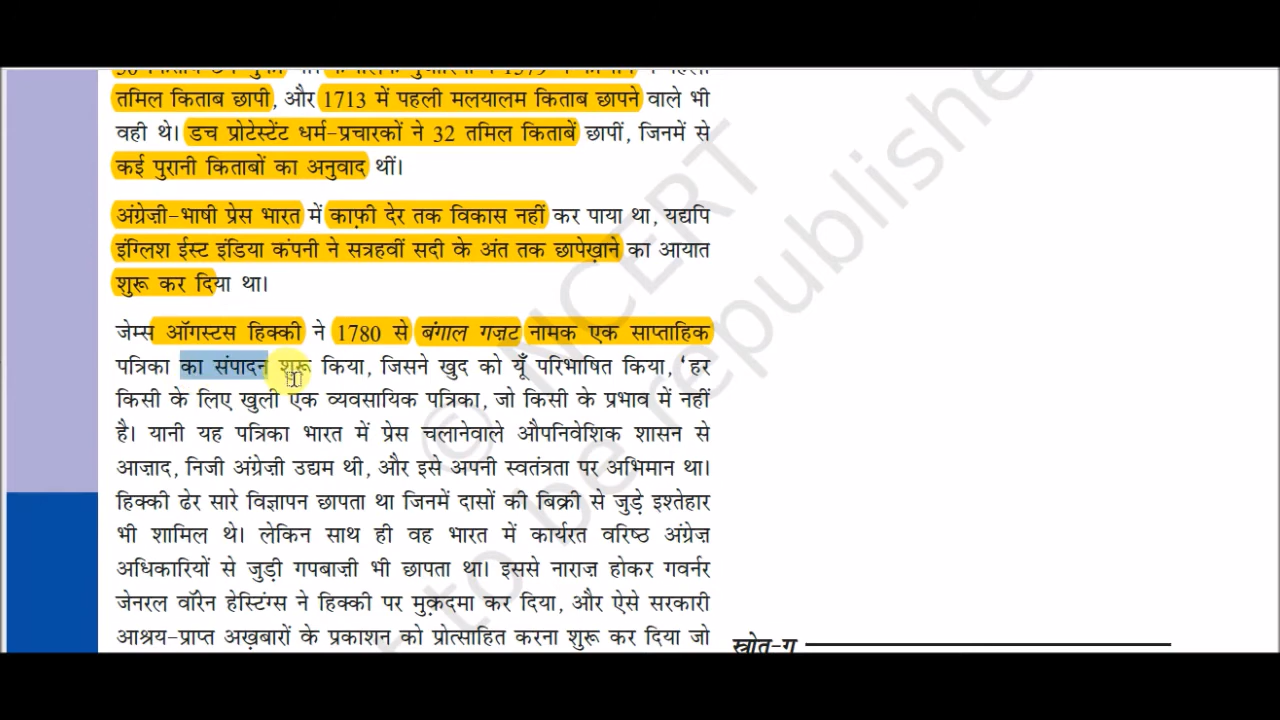 तमिल किताब छापी, और 1713 में पहली मलयालम किताब छापने वाले भी
वही थे। डच प्रोटेस्टेंट धर्म-प्रचारकों ने 32 तमिल किताबें छापीं, जिनमें से
कई पुरानी किताबों का अनुवाद थीं।
अंग्रेज़ी-भाषी प्रेस भारत में काफ़ी देर तक विकास नहीं कर पाया था, यद्यपि
इंग्लिश ईस्ट इंडिया कंपनी ने सत्रहवीं सदी के अंत तक छापेख़ाने का आयात
शुरू कर दिया था।
जेम्स ऑगस्टस हिक्की ने 1780 से बंगाल गज़ट नामक एक साप्ताहिक
पत्रिका का संपादन शुरू किया, जिसने खुद को यूँ परिभाषित किया, ‘हर
किसी के लिए खुली एक व्यवसायिक पत्रिका, जो किसी के प्रभाव में नहीं
है। यानी यह पत्रिका भारत में प्रेस चलानेवाले औपनिवेशिक शासन से
आज़ाद, निजी अंग्रेज़ी उद्यम थी, और इसे अपनी स्वतंत्रता पर अभिमान था।
हिक्की ढेर सारे विज्ञापन छापता था जिनमें दासों की बिक्री से जुड़े इश्तेहार
भी शामिल थे। लेकिन साथ ही वह भारत में कार्यरत वरिष्ठ अंग्रेज़
अधिकारियों से जुड़ी गपबाज़ी भी छापता था। इससे नाराज़ होकर गवर्नर
जेनरल वॉरेन हेस्टिंग्स ने हिक्की पर मुक़दमा कर दिया, और ऐसे सरकारी
आश्रय-प्राप्त अख़बारों के प्रकाशन को प्रोत्साहित करना शुरू कर दिया जो
स्रोत-ग
© NCERT
to be republishe